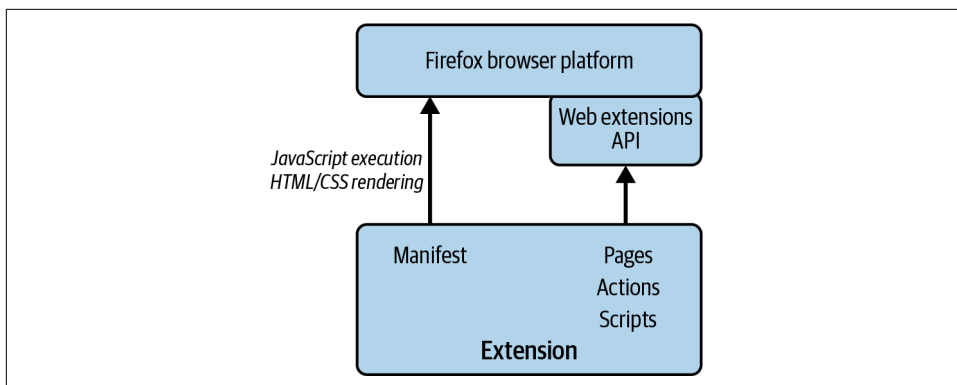 Firefox browser platform
Web extensions
API
JavaScript execution
HTML/CSS rendering
Manifest
Pages
Actions
Scripts
Extension